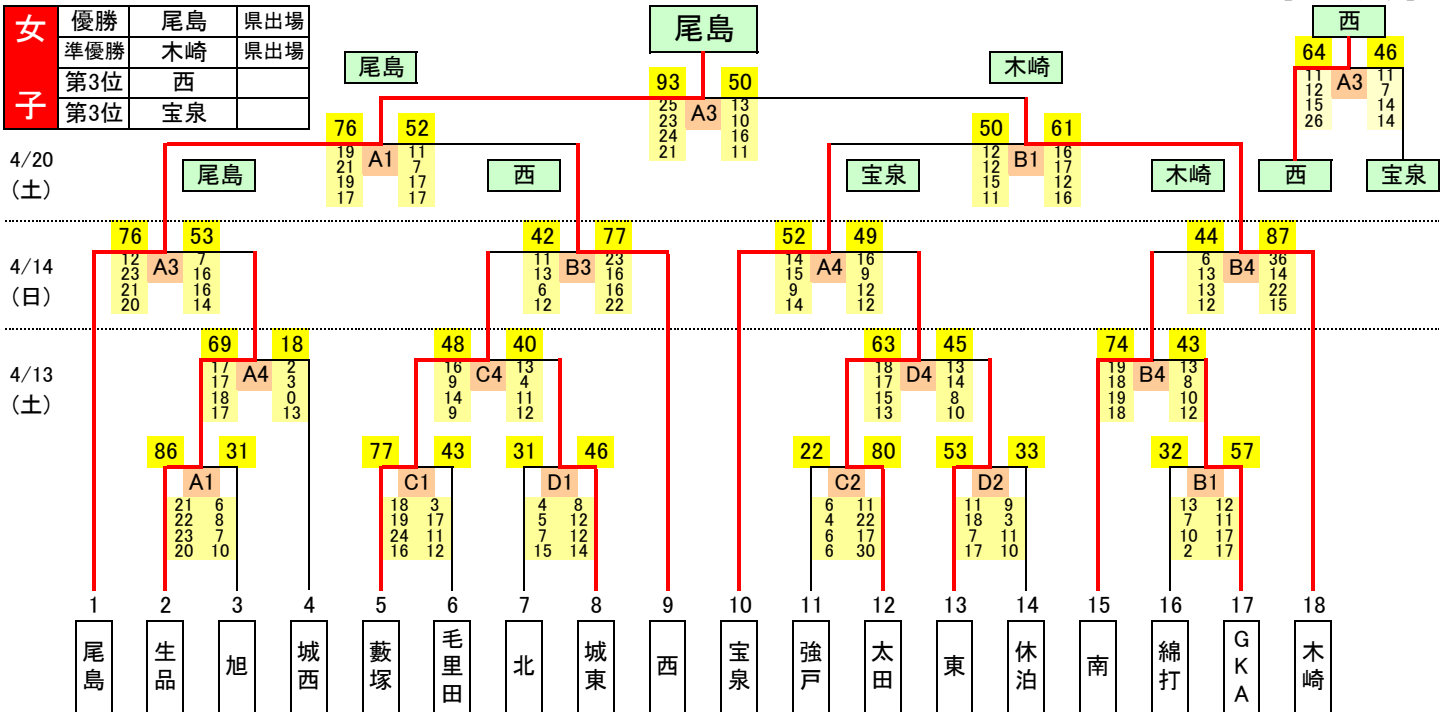 女子
優勝 尾島 県出場
準優勝 木崎 県出場
第3位 西
第3位 宝泉
尾島
尾島
木崎
西
93 50
25 13
23 10
24 16
21 11
A3
64 46
11 11
12 7
15 14
26 14
A3
西 宝泉
4/20
(土)
76 52
19 11
21 7
19 17
17 17
A1
50 61
12 16
12 17
15 12
11 16
B1
尾島 西 宝泉 木崎
4/14
(日)
76 53
12 7
23 16
21 16
20 14
A3
42 77
11 23
13 16
6 16
12 22
B3
52 49
14 16
15 9
9 12
14 12
A4
44 87
6 36
13 14
13 22
12 15
B4
4/13
(土)
69 18
17 2
17 3
18 0
17 13
A4
48 40
16 13
9 4
14 11
9 12
C4
63 45
18 13
17 14
15 8
13 10
D4
74 43
19 13
18 8
19 10
18 12
B4
86 31
A1
21 6
22 8
23 7
20 10
77 43
C1
18 3
19 17
24 11
16 12
31 46
D1
4 8
5 12
7 12
15 14
22 80
C2
6 11
4 22
6 17
6 30
53 33
D2
11 9
18 3
7 11
17 10
32 57
B1
13 12
7 11
10 17
2 17
1 2 3 4 5 6 7 8 9 10 11 12 13 14 15 16 17 18
尾島 生品 旭 城西 藪塚 毛里田 北 城東 西 宝泉 強戸 太田 東 休泊 南 綿打 GKA 木崎